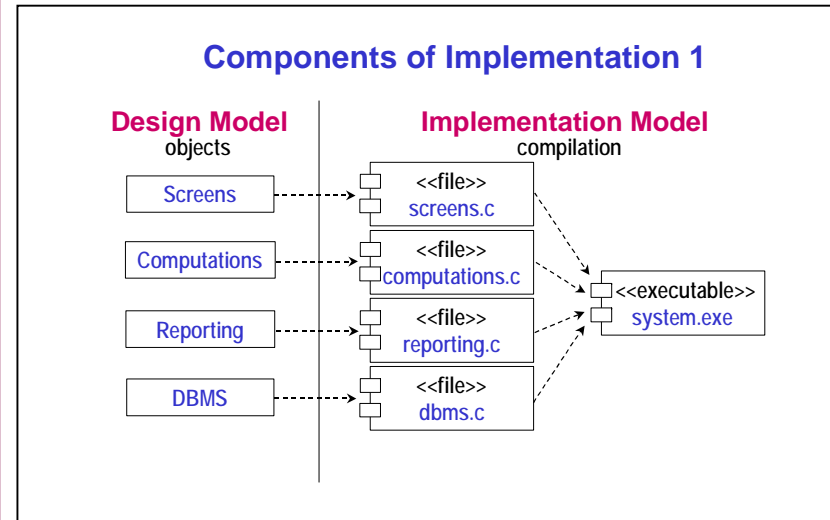 Components of Implementation 1
Design Model
objects
Implementation Model
compilation
Screens
<<file>>
screens.c
Computations
<<file>>
computations.c
Reporting
<<file>>
reporting.c
DBMS
<<file>>
dbms.c
<<executable>>
system.exe